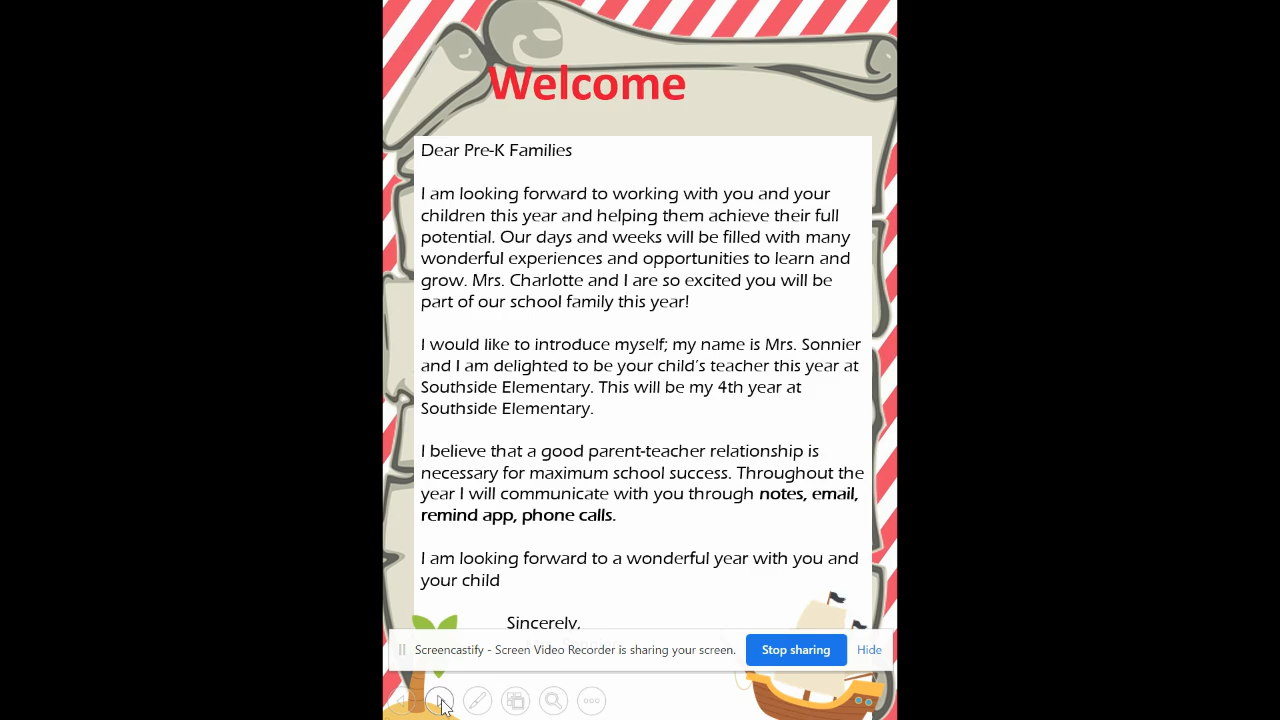 Welcome
Dear Pre-K Families
I am looking forward to working with you and your
children this year and helping them achieve their full
potential. Our days and weeks will be filled with many
wonderful experiences and opportunities to learn and
grow. Mrs. Charlotte and I are so excited you will be
part of our school family this year!
I would like to introduce myself; my name is Mrs. Sonnier
and I am delighted to be your child's teacher this year at
Southside Elementary. This will be my 4th year at
Southside Elementary.
I believe that a good parent-teacher relationship is
necessary for maximum school success. Throughout the
year I will communicate with you through notes, email,
remind app, phone calls.
I am looking forward to a wonderful year with you and
your child
Sincerely,
Screencastify - Screen Video Recorder is sharing your screen.
Stop sharing
Hide